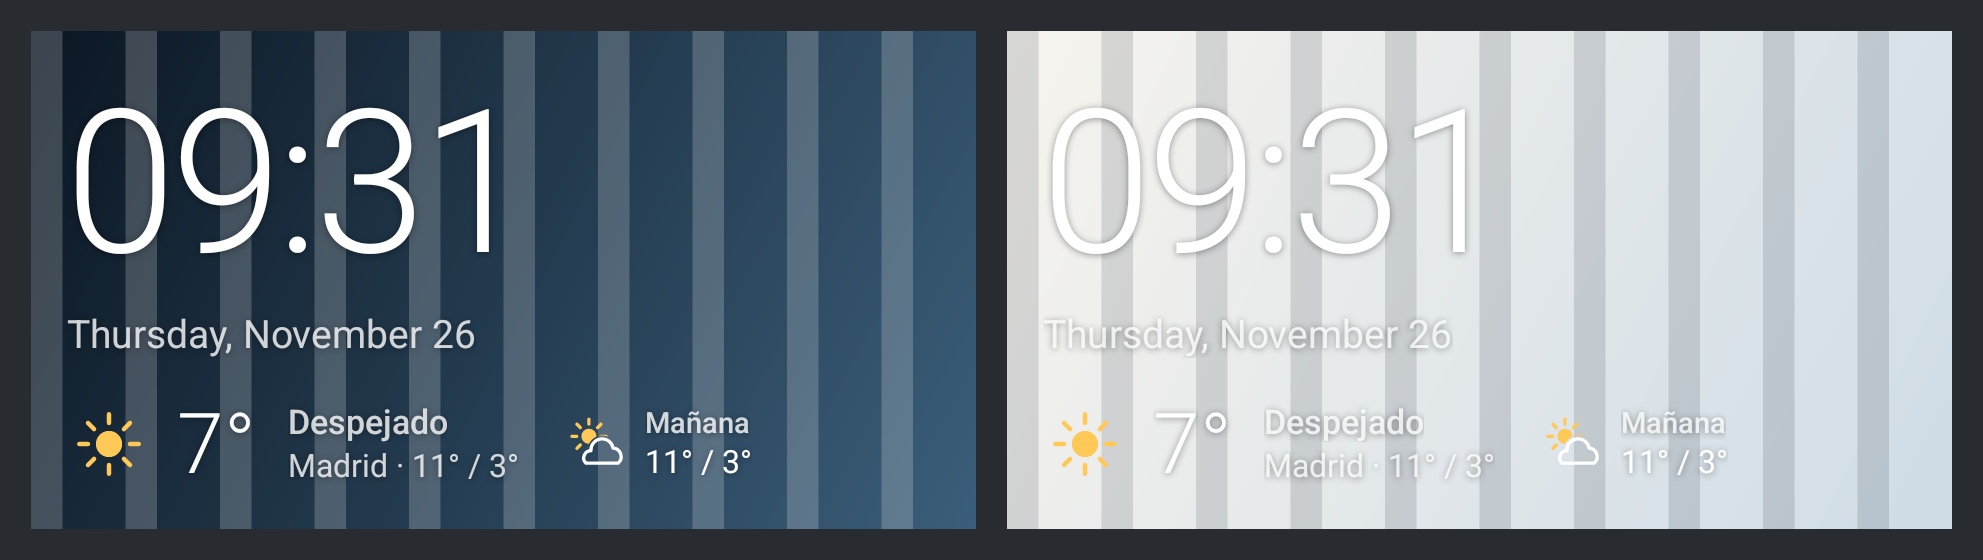 09:31
Thursday, November 26
7° Despejado
Madrid · 11° / 3°
Mañana
11° / 3°
09:31
Thursday, November 26
7° Despejado
Madrid · 11° / 3°
Mañana
11° / 3°